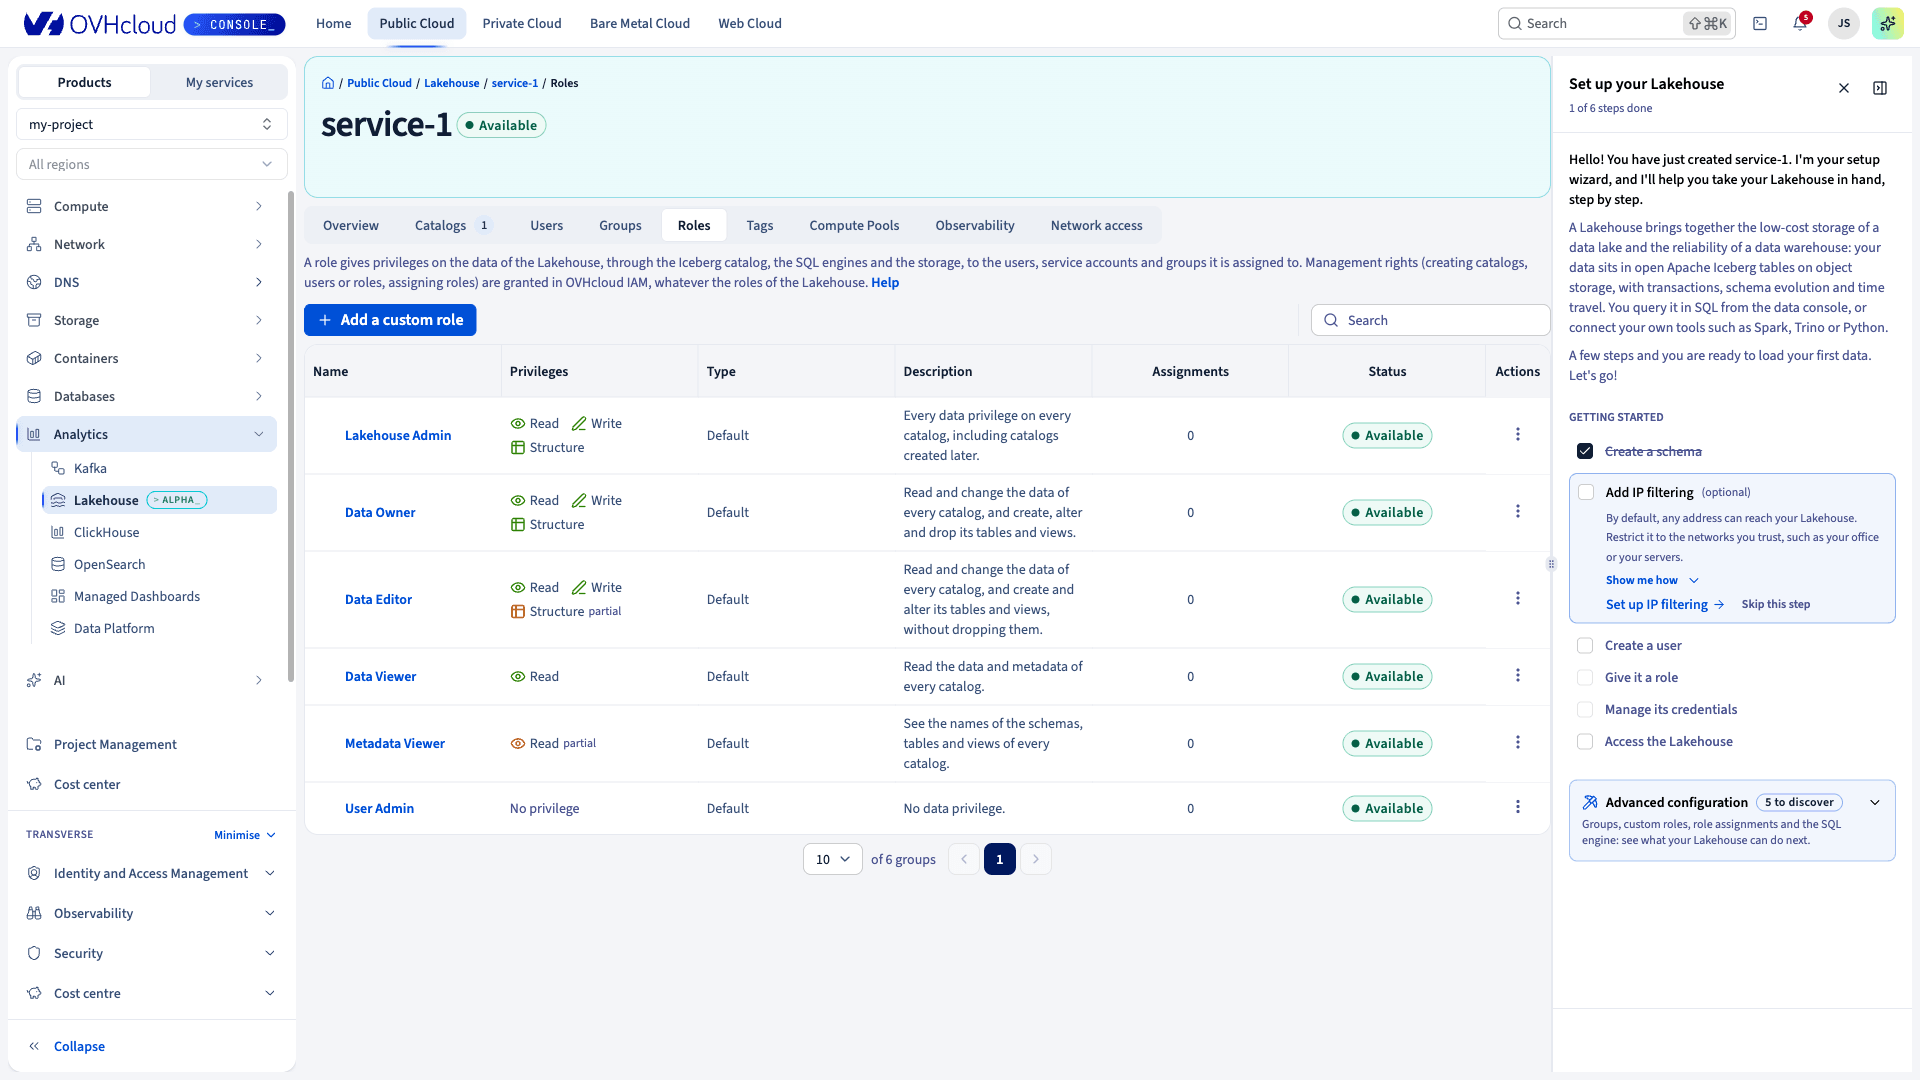 OVHcloud > CONSOLE_
Home
Public Cloud
Private Cloud
Bare Metal Cloud
Web Cloud
Search
⇧⌘K
5
JS
Products
My services
my-project
All regions
Compute
Network
DNS
Storage
Containers
Databases
Analytics
Kafka
Lakehouse > ALPHA_
ClickHouse
OpenSearch
Managed Dashboards
Data Platform
AI
Project Management
Cost center
TRANSVERSE
Minimise
Identity and Access Management
Observability
Security
Cost centre
Collapse
/ Public Cloud / Lakehouse / service-1 / Roles
service-1
Available
Overview
Catalogs 1
Users
Groups
Roles
Tags
Compute Pools
Observability
Network access
A role gives privileges on the data of the Lakehouse, through the Iceberg catalog, the SQL engines and the storage, to the users, service accounts and groups it is assigned to. Management rights (creating catalogs,
users or roles, assigning roles) are granted in OVHcloud IAM, whatever the roles of the Lakehouse. Help
+ Add a custom role
Search
Name
Privileges
Type
Description
Assignments
Status
Actions
Lakehouse Admin
Read Write
Structure
Default
Every data privilege on every
catalog, including catalogs
created later.
0
Available
Data Owner
Read Write
Structure
Default
Read and change the data of
every catalog, and create, alter
and drop its tables and views.
0
Available
Data Editor
Read Write
Structure partial
Default
Read and change the data of
every catalog, and create and
alter its tables and views,
without dropping them.
0
Available
Data Viewer
Read
Default
Read the data and metadata of
every catalog.
0
Available
Metadata Viewer
Read partial
Default
See the names of the schemas,
tables and views of every
catalog.
0
Available
User Admin
No privilege
Default
No data privilege.
0
Available
10
of 6 groups
1
Set up your Lakehouse
1 of 6 steps done
Hello! You have just created service-1. I'm your setup
wizard, and I'll help you take your Lakehouse in hand,
step by step.
A Lakehouse brings together the low-cost storage of a
data lake and the reliability of a data warehouse: your
data sits in open Apache Iceberg tables on object
storage, with transactions, schema evolution and time
travel. You query it in SQL from the data console, or
connect your own tools such as Spark, Trino or Python.
A few steps and you are ready to load your first data.
Let's go!
GETTING STARTED
Create a schema
Add IP filtering (optional)
By default, any address can reach your Lakehouse.
Restrict it to the networks you trust, such as your office
or your servers.
Show me how
Set up IP filtering → Skip this step
Create a user
Give it a role
Manage its credentials
Access the Lakehouse
Advanced configuration 5 to discover
Groups, custom roles, role assignments and the SQL
engine: see what your Lakehouse can do next.